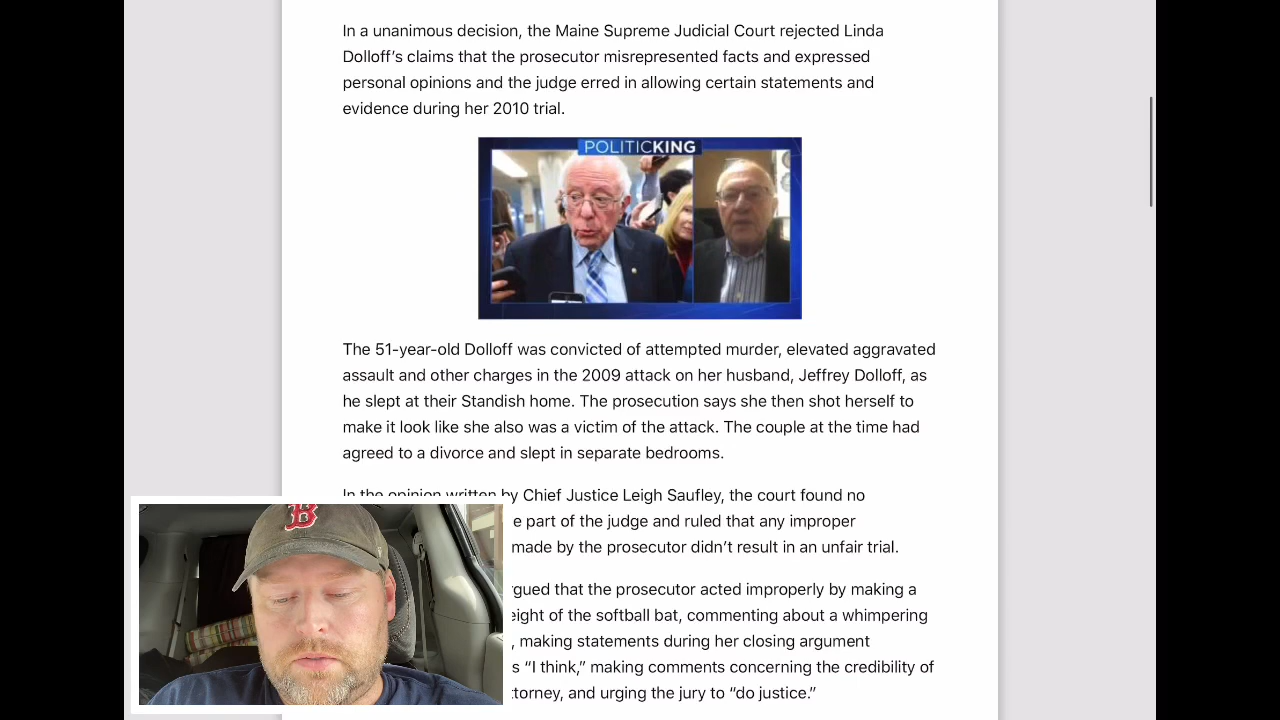 In a unanimous decision, the Maine Supreme Judicial Court rejected Linda
Dolloff’s claims that the prosecutor misrepresented facts and expressed
personal opinions and the judge erred in allowing certain statements and
evidence during her 2010 trial.
POLITICKING
The 51-year-old Dolloff was convicted of attempted murder, elevated aggravated
assault and other charges in the 2009 attack on her husband, Jeffrey Dolloff, as
he slept at their Standish home. The prosecution says she then shot herself to
make it look like she also was a victim of the attack. The couple at the time had
agreed to a divorce and slept in separate bedrooms.
In the opinion written by Chief Justice Leigh Saufley, the court found no
e part of the judge and ruled that any improper
made by the prosecutor didn’t result in an unfair trial.
rgued that the prosecutor acted improperly by making a
eight of the softball bat, commenting about a whimpering
, making statements during her closing argument
s “I think,” making comments concerning the credibility of
ttorney, and urging the jury to “do justice.”
B